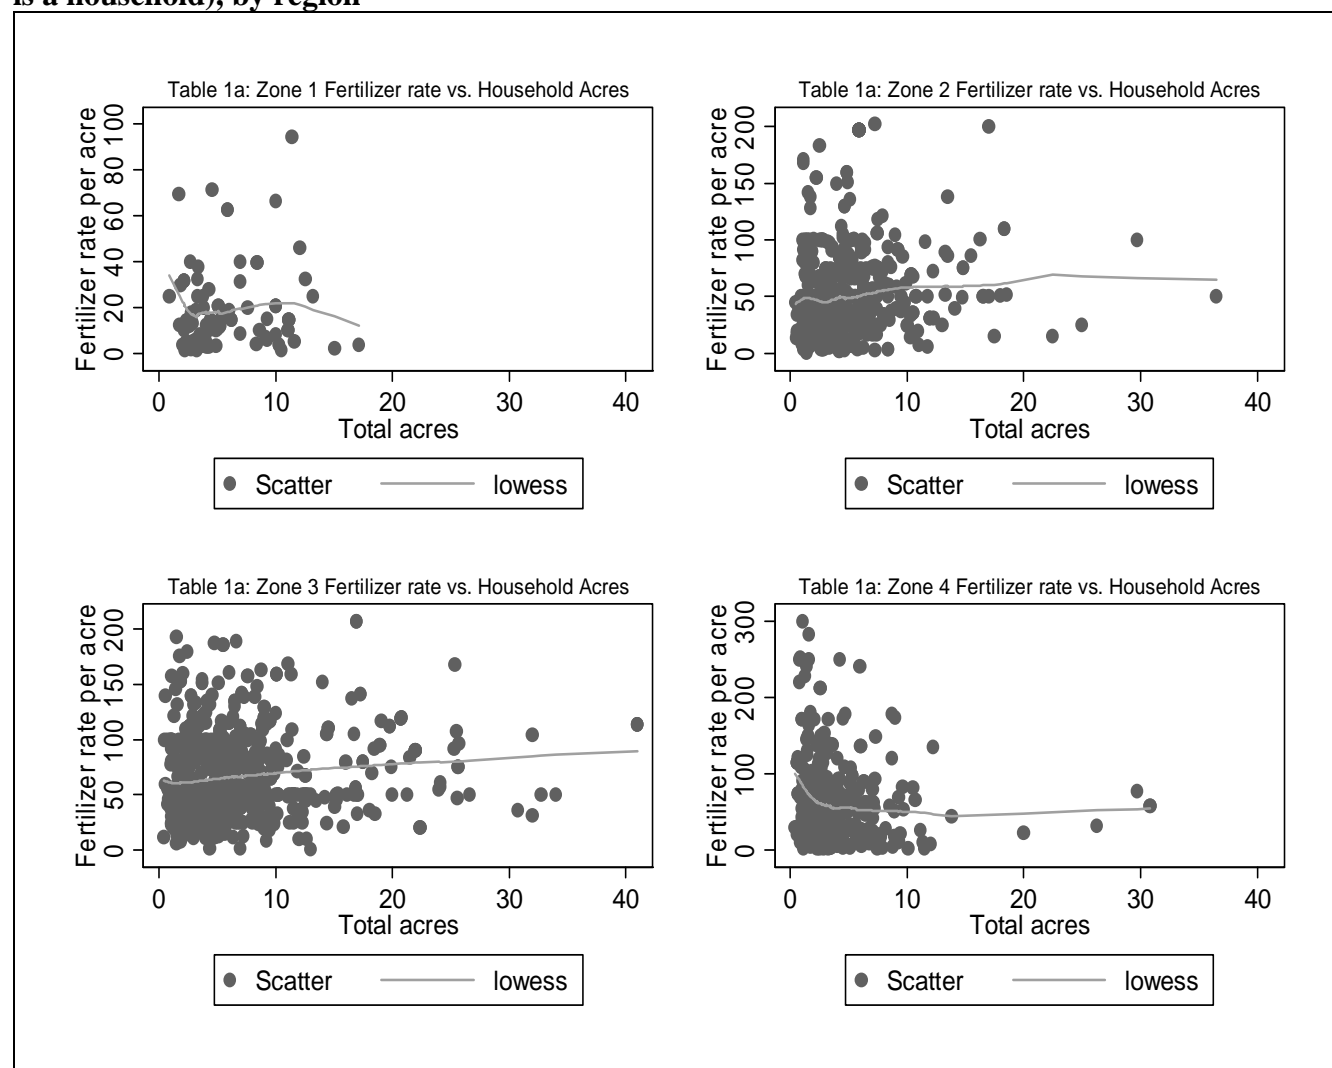 is a household), by region
Table 1a: Zone 1 Fertilizer rate vs. Household Acres
Fertilizer rate per acre
0 20 40 60 80 100
0 10 20 30 40
Total acres
Scatter lowess
Table 1a: Zone 2 Fertilizer rate vs. Household Acres
Fertilizer rate per acre
0 50 100 150 200
0 10 20 30 40
Total acres
Scatter lowess
Table 1a: Zone 3 Fertilizer rate vs. Household Acres
Fertilizer rate per acre
0 50 100 150 200
0 10 20 30 40
Total acres
Scatter lowess
Table 1a: Zone 4 Fertilizer rate vs. Household Acres
Fertilizer rate per acre
0 100 200 300
0 10 20 30 40
Total acres
Scatter lowess